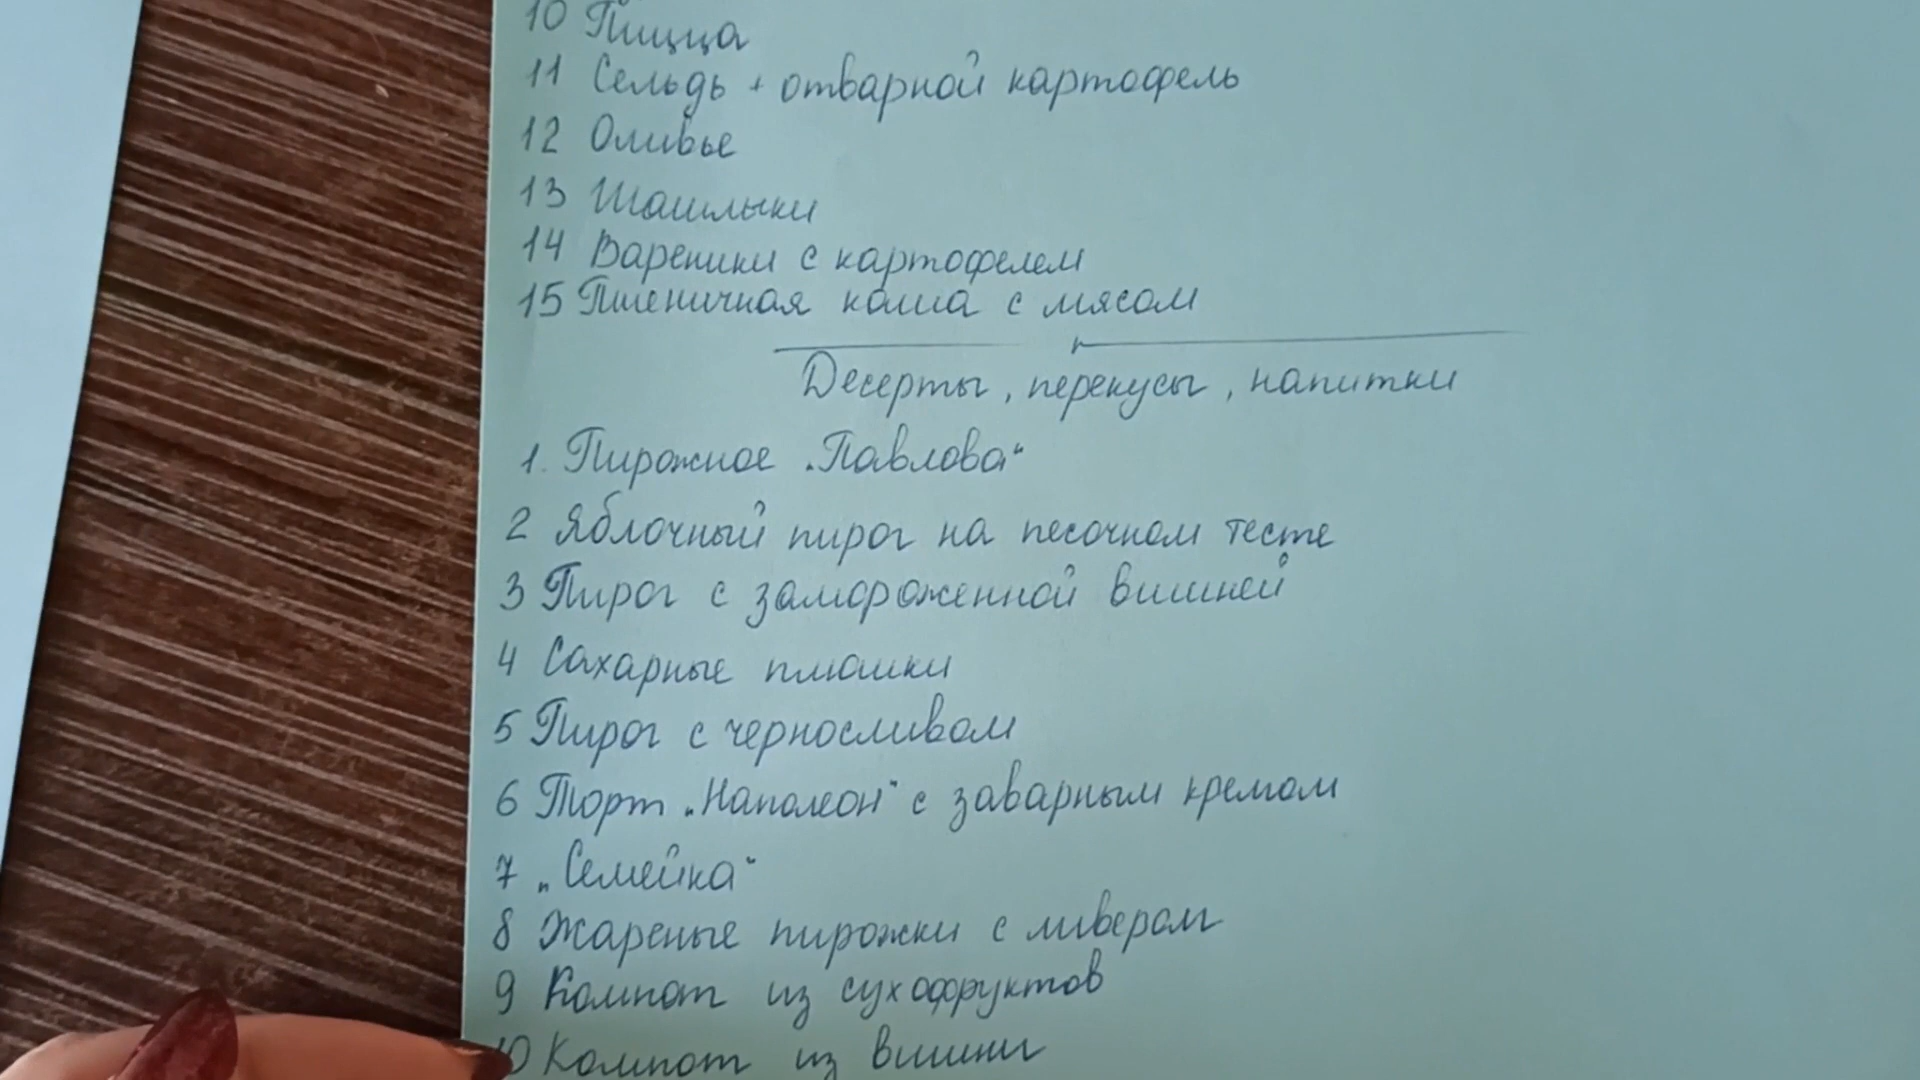 10 Пицца
11 Сельдь + отварной картофель
12 Оливье
13 Шашлыки
14 Вареники с картофелем
15 Пшеничная каша с мясом
Десерты, перекусы, напитки
1. Пирожное „Павлова“
2 Яблочный пирог на песочном тесте
3 Пирог с замороженной вишней
4 Сахарные плюшки
5 Пирог с черносливом
6 Торт „Наполеон“ с заварным кремом
7 „Семейка“
8 Жареные пирожки с ливером
9 Компот из сухофруктов
10 Компот из вишни